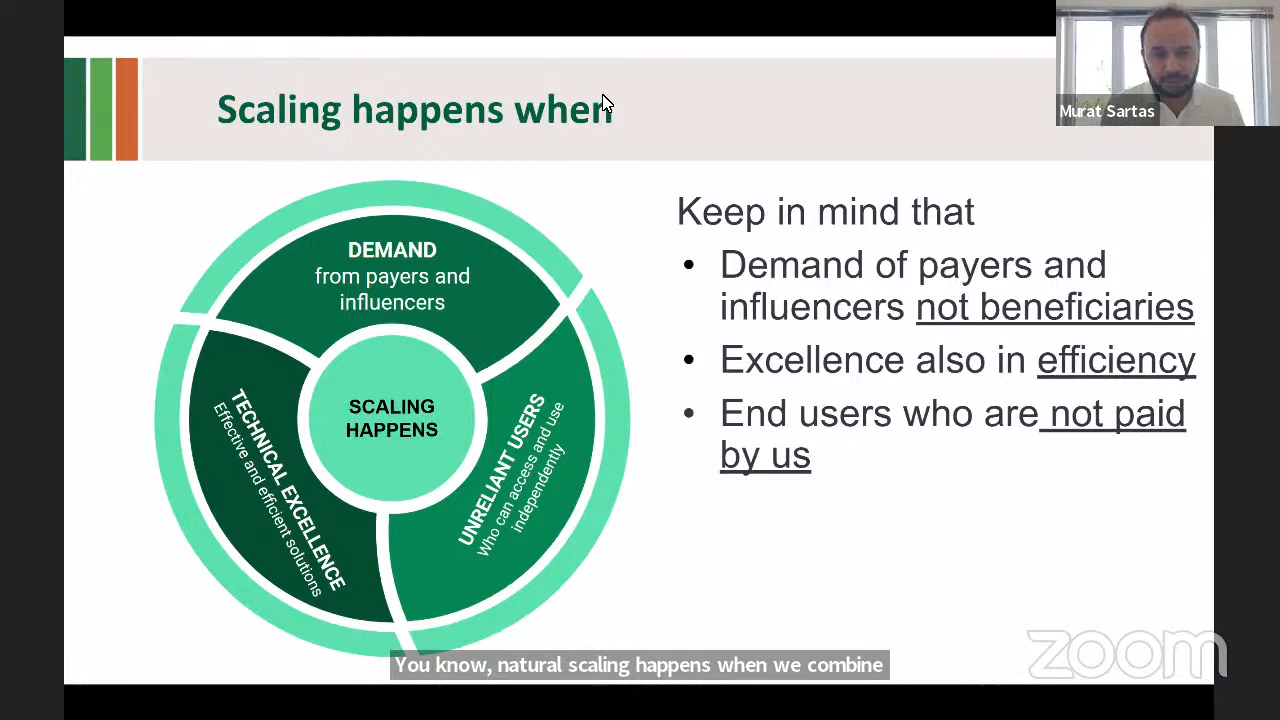 Scaling happens when
Murat Sartas
DEMAND
from payers and
influencers
SCALING
HAPPENS
TECHNICAL EXCELLENCE
Effective and efficient solutions
UNRELIANT USERS
Who can access and use
independently
Keep in mind that
• Demand of payers and
influencers not beneficiaries
• Excellence also in efficiency
• End users who are not paid
by us
zoom
You know, natural scaling happens when we combine